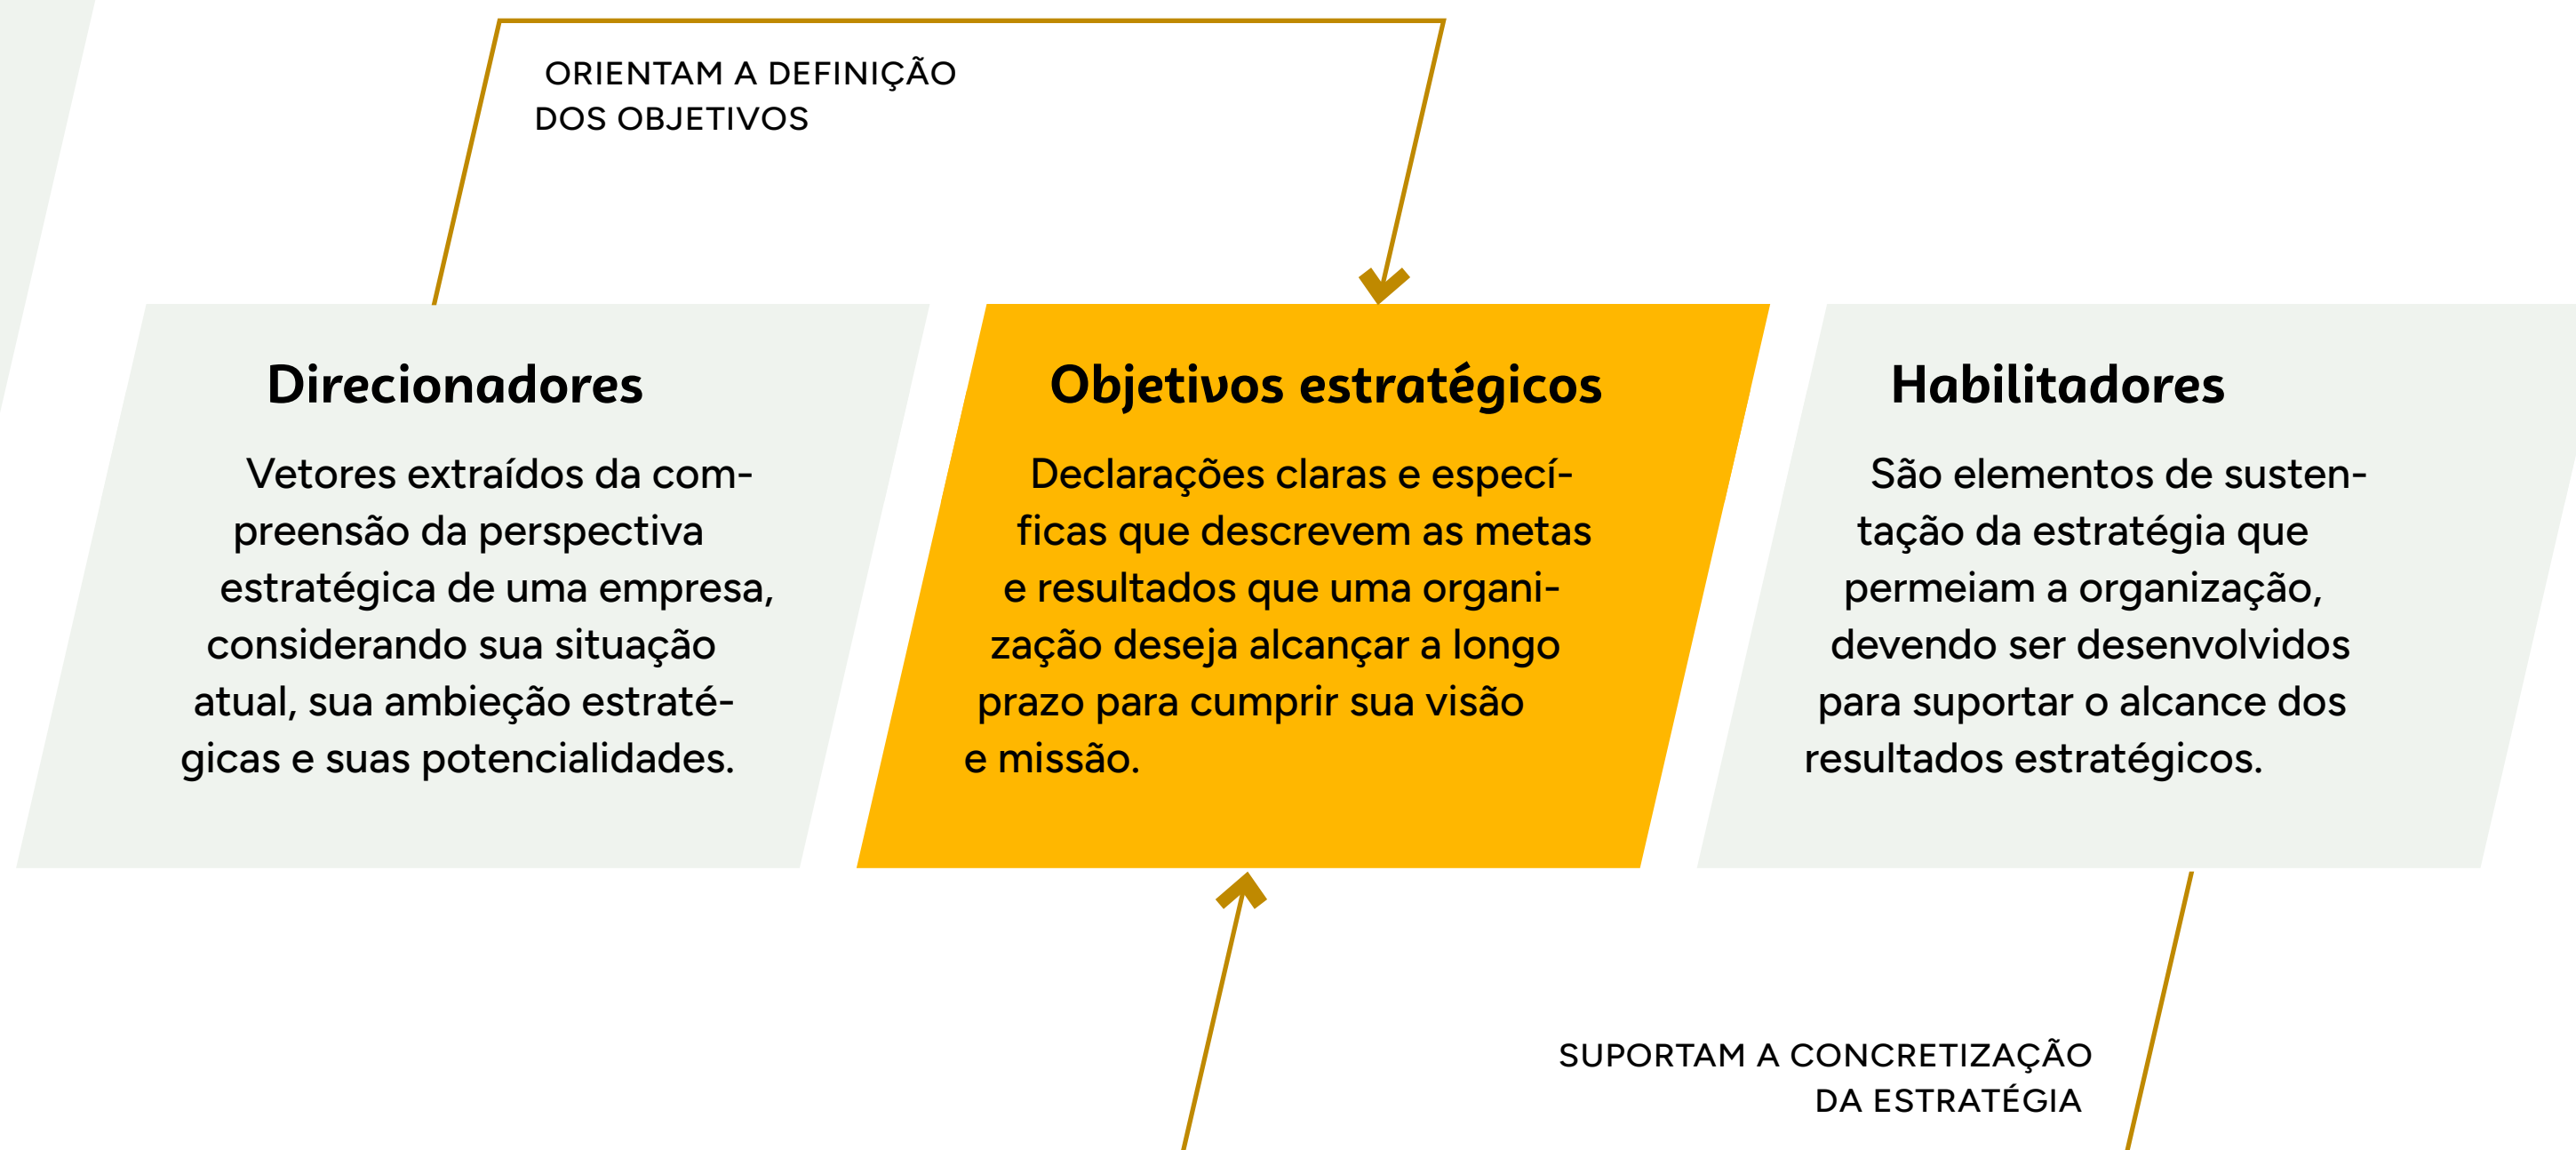 ORIENTAM A DEFINIÇÃO
DOS OBJETIVOS
Direcionadores
Vetores extraídos da com-
preensão da perspectiva
estratégica de uma empresa,
considerando sua situação
atual, sua ambieção estraté-
gicas e suas potencialidades.
Objetivos estratégicos
Declarações claras e especí-
ficas que descrevem as metas
e resultados que uma organi-
zação deseja alcançar a longo
prazo para cumprir sua visão
e missão.
Habilitadores
São elementos de susten-
tação da estratégia que
permeiam a organização,
devendo ser desenvolvidos
para suportar o alcance dos
resultados estratégicos.
SUPORTAM A CONCRETIZAÇÃO
DA ESTRATÉGIA